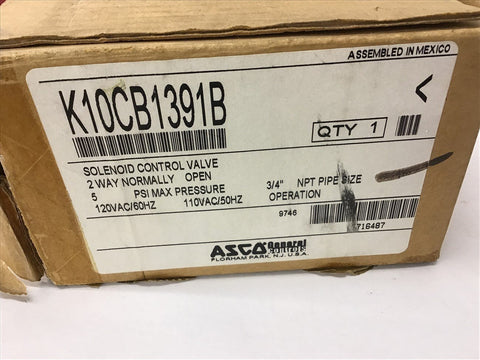 ASSEMBLED IN MEXICO
K10CB1391B
<
QTY 1
SOLENOID CONTROL VALVE
2 WAY NORMALLY OPEN 3/4" NPT PIPE SIZE
5 PSI MAX PRESSURE OPERATION
120VAC/60HZ 110VAC/50HZ
9746
716487
ASCO General Controls
FLORHAM PARK, N.J. U.S.A.